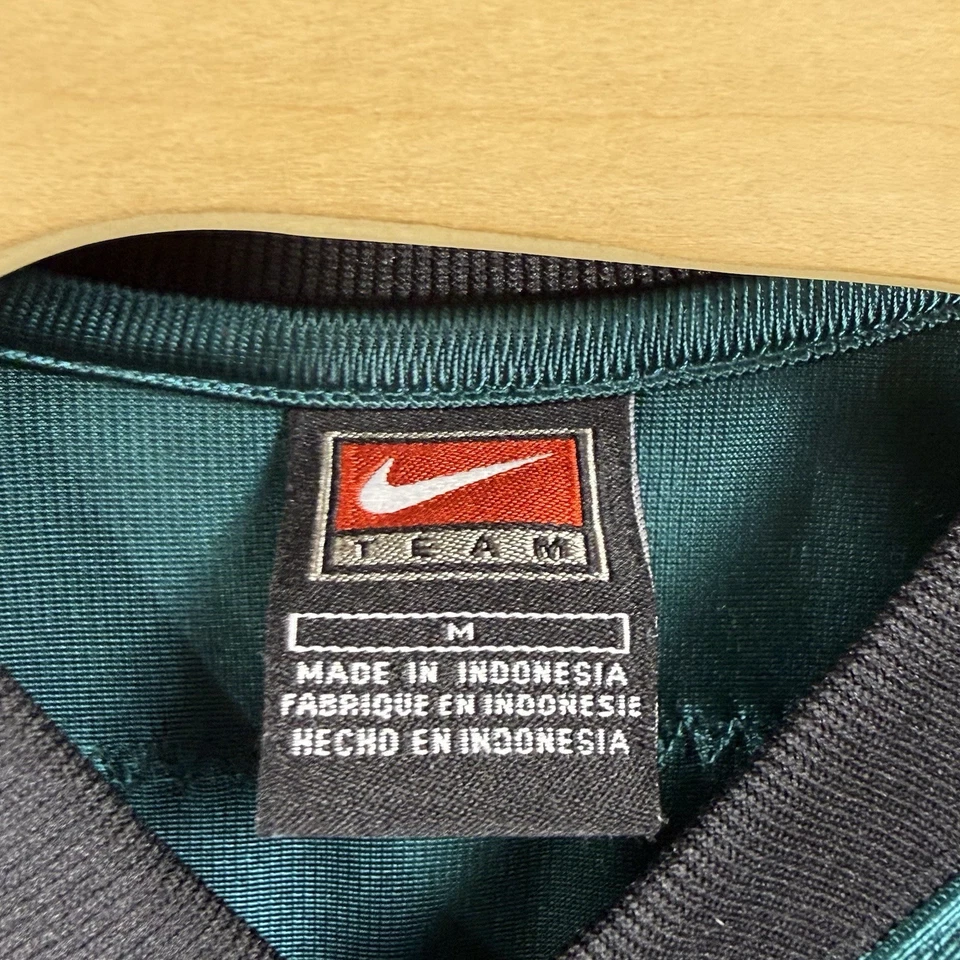 TEAM
M
MADE IN INDONESIA
FABRIQUE EN INDONESIE
HECHO EN INDONESIA